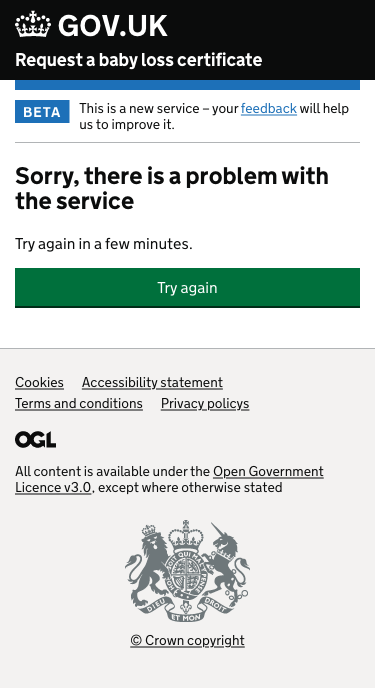 GOV.UK
Request a baby loss certificate
BETA
This is a new service – your feedback will help
us to improve it.
Sorry, there is a problem with
the service
Try again in a few minutes.
Try again
Cookies Accessibility statement
Terms and conditions Privacy policys
OGL
All content is available under the Open Government
Licence v3.0, except where otherwise stated
DIEU ET MON DROIT
© Crown copyright